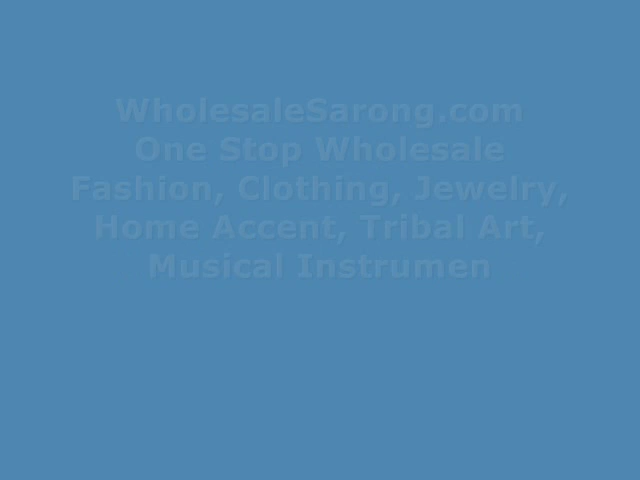 WholesaleSarong.com
One Stop Wholesale
Fashion, Clothing, Jewelry,
Home Accent, Tribal Art,
Musical Instrumen